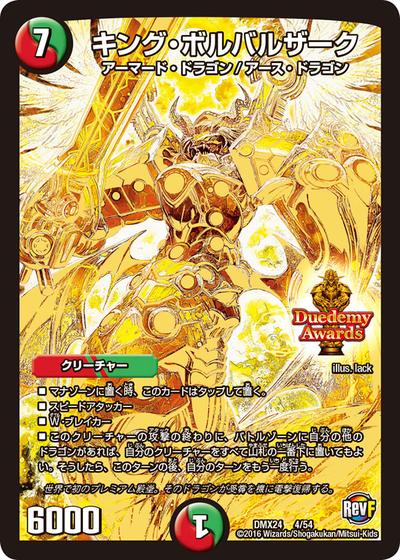 7
キング・ボルバルザーク
アーマード・ドラゴン / アース・ドラゴン
Duedemy
Awards
illus. lack
クリーチャー
■ マナゾーンに置く時、このカードはタップして置く。
■ スピードアタッカー
■ W・ブレイカー
■ このクリーチャーの攻撃の終わりに、バトルゾーンに自分の他の
ドラゴンがあれば、自分のクリーチャーをすべて山札の一番下に置いてもよ
い。そうしたら、このターンの後、自分のターンをもう一度行う。
世界で初のプレミアム殿堂。そのドラゴンが受賞を機に電撃復帰する。
6000
1
RevF
DMX24 4/54
©2016 Wizards/Shogakukan/Mitsui-Kids